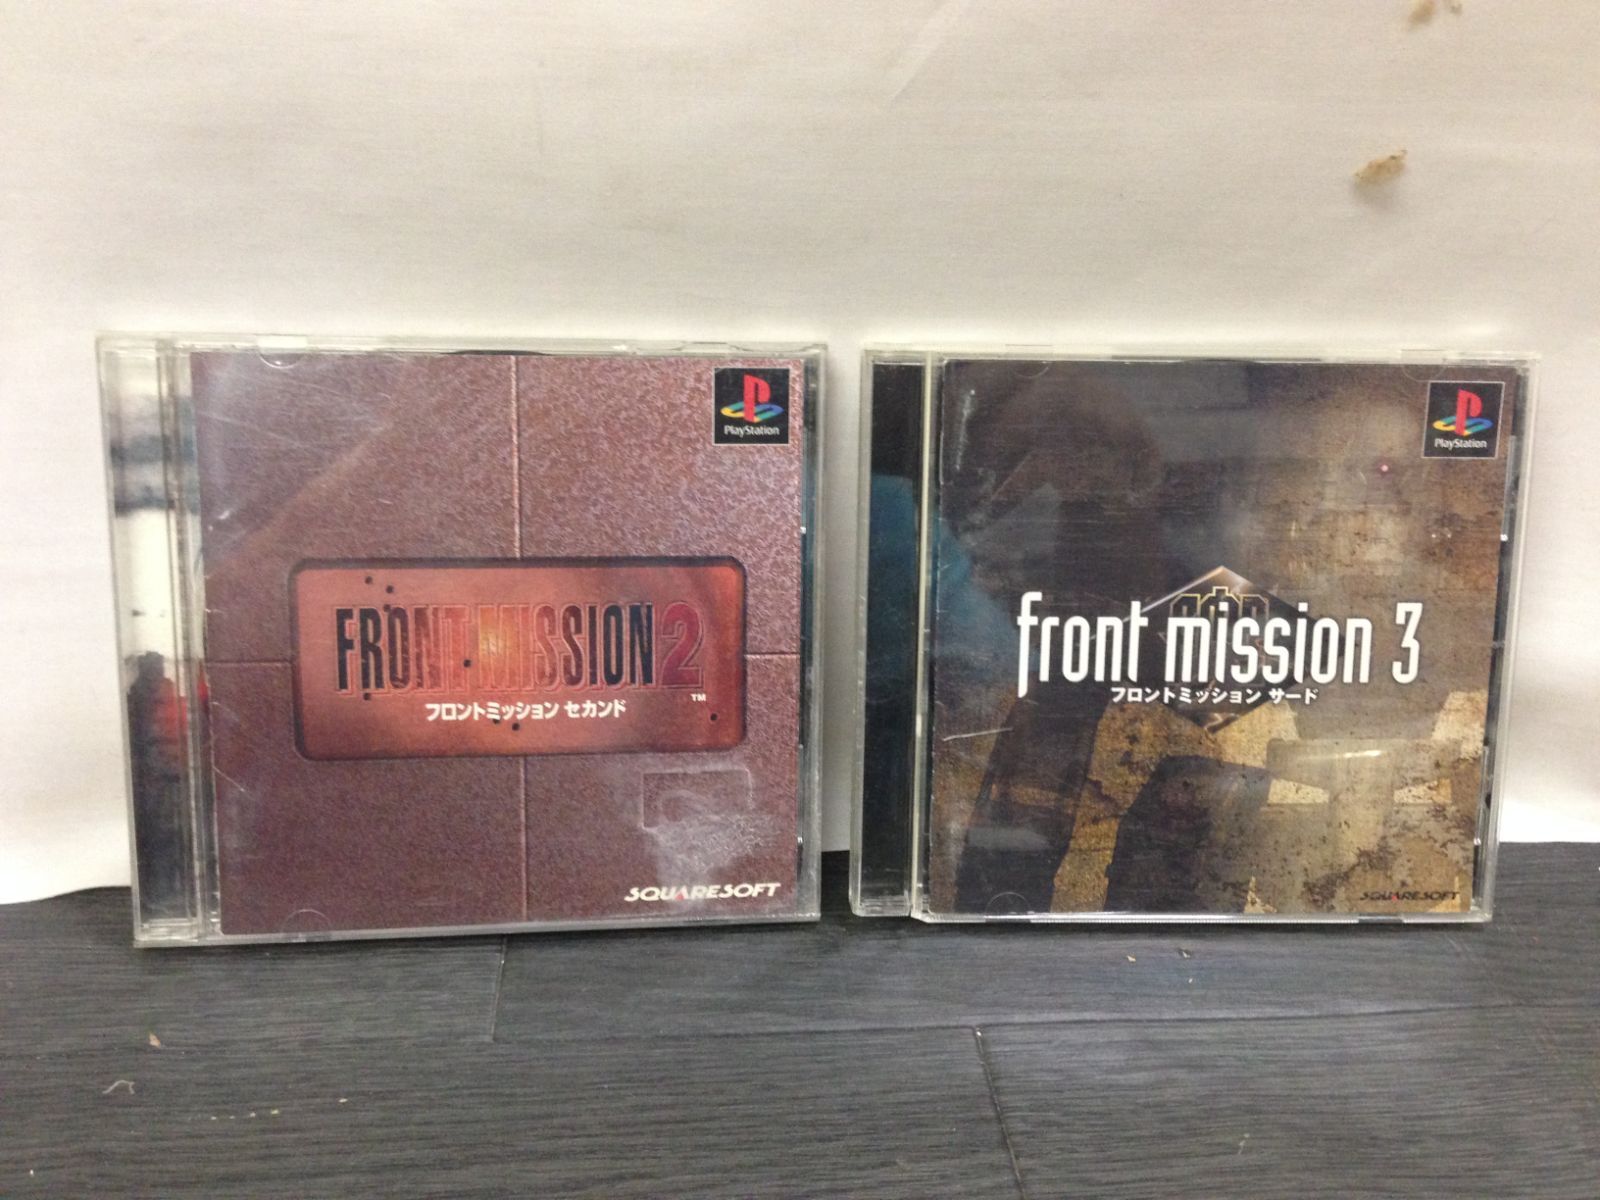 PlayStation
FRONT MISSION 2
TM
フロントミッション セカンド
SQUARESOFT
PlayStation
front mission 3
フロントミッション サード
SQUARESOFT